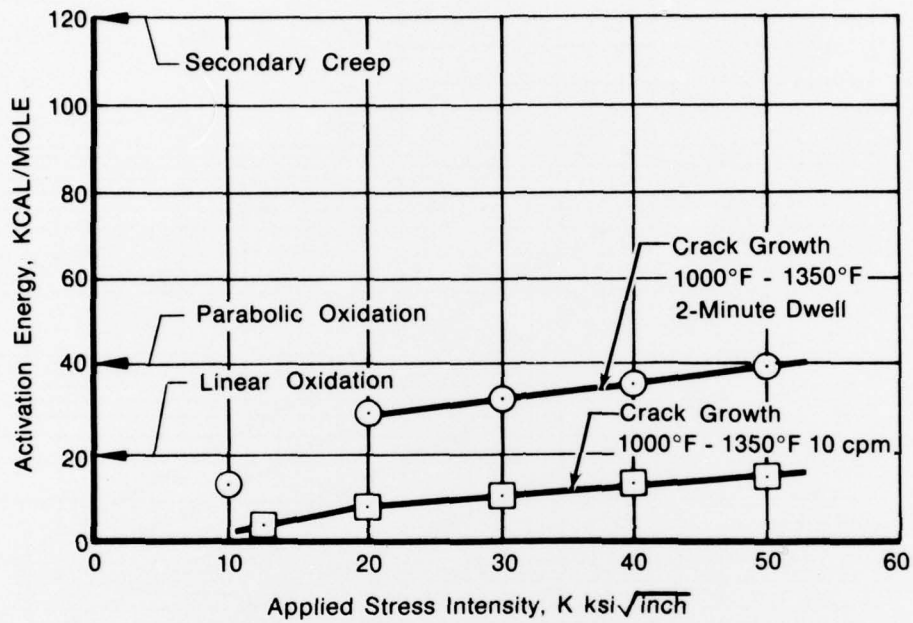 120
100
80
60
40
20
0
Activation Energy, KCAL/MOLE
Secondary Creep
Parabolic Oxidation
Linear Oxidation
Crack Growth
1000°F - 1350°F
2-Minute Dwell
Crack Growth
1000°F - 1350°F 10 cpm
0 10 20 30 40 50 60
Applied Stress Intensity, K ksi√inch